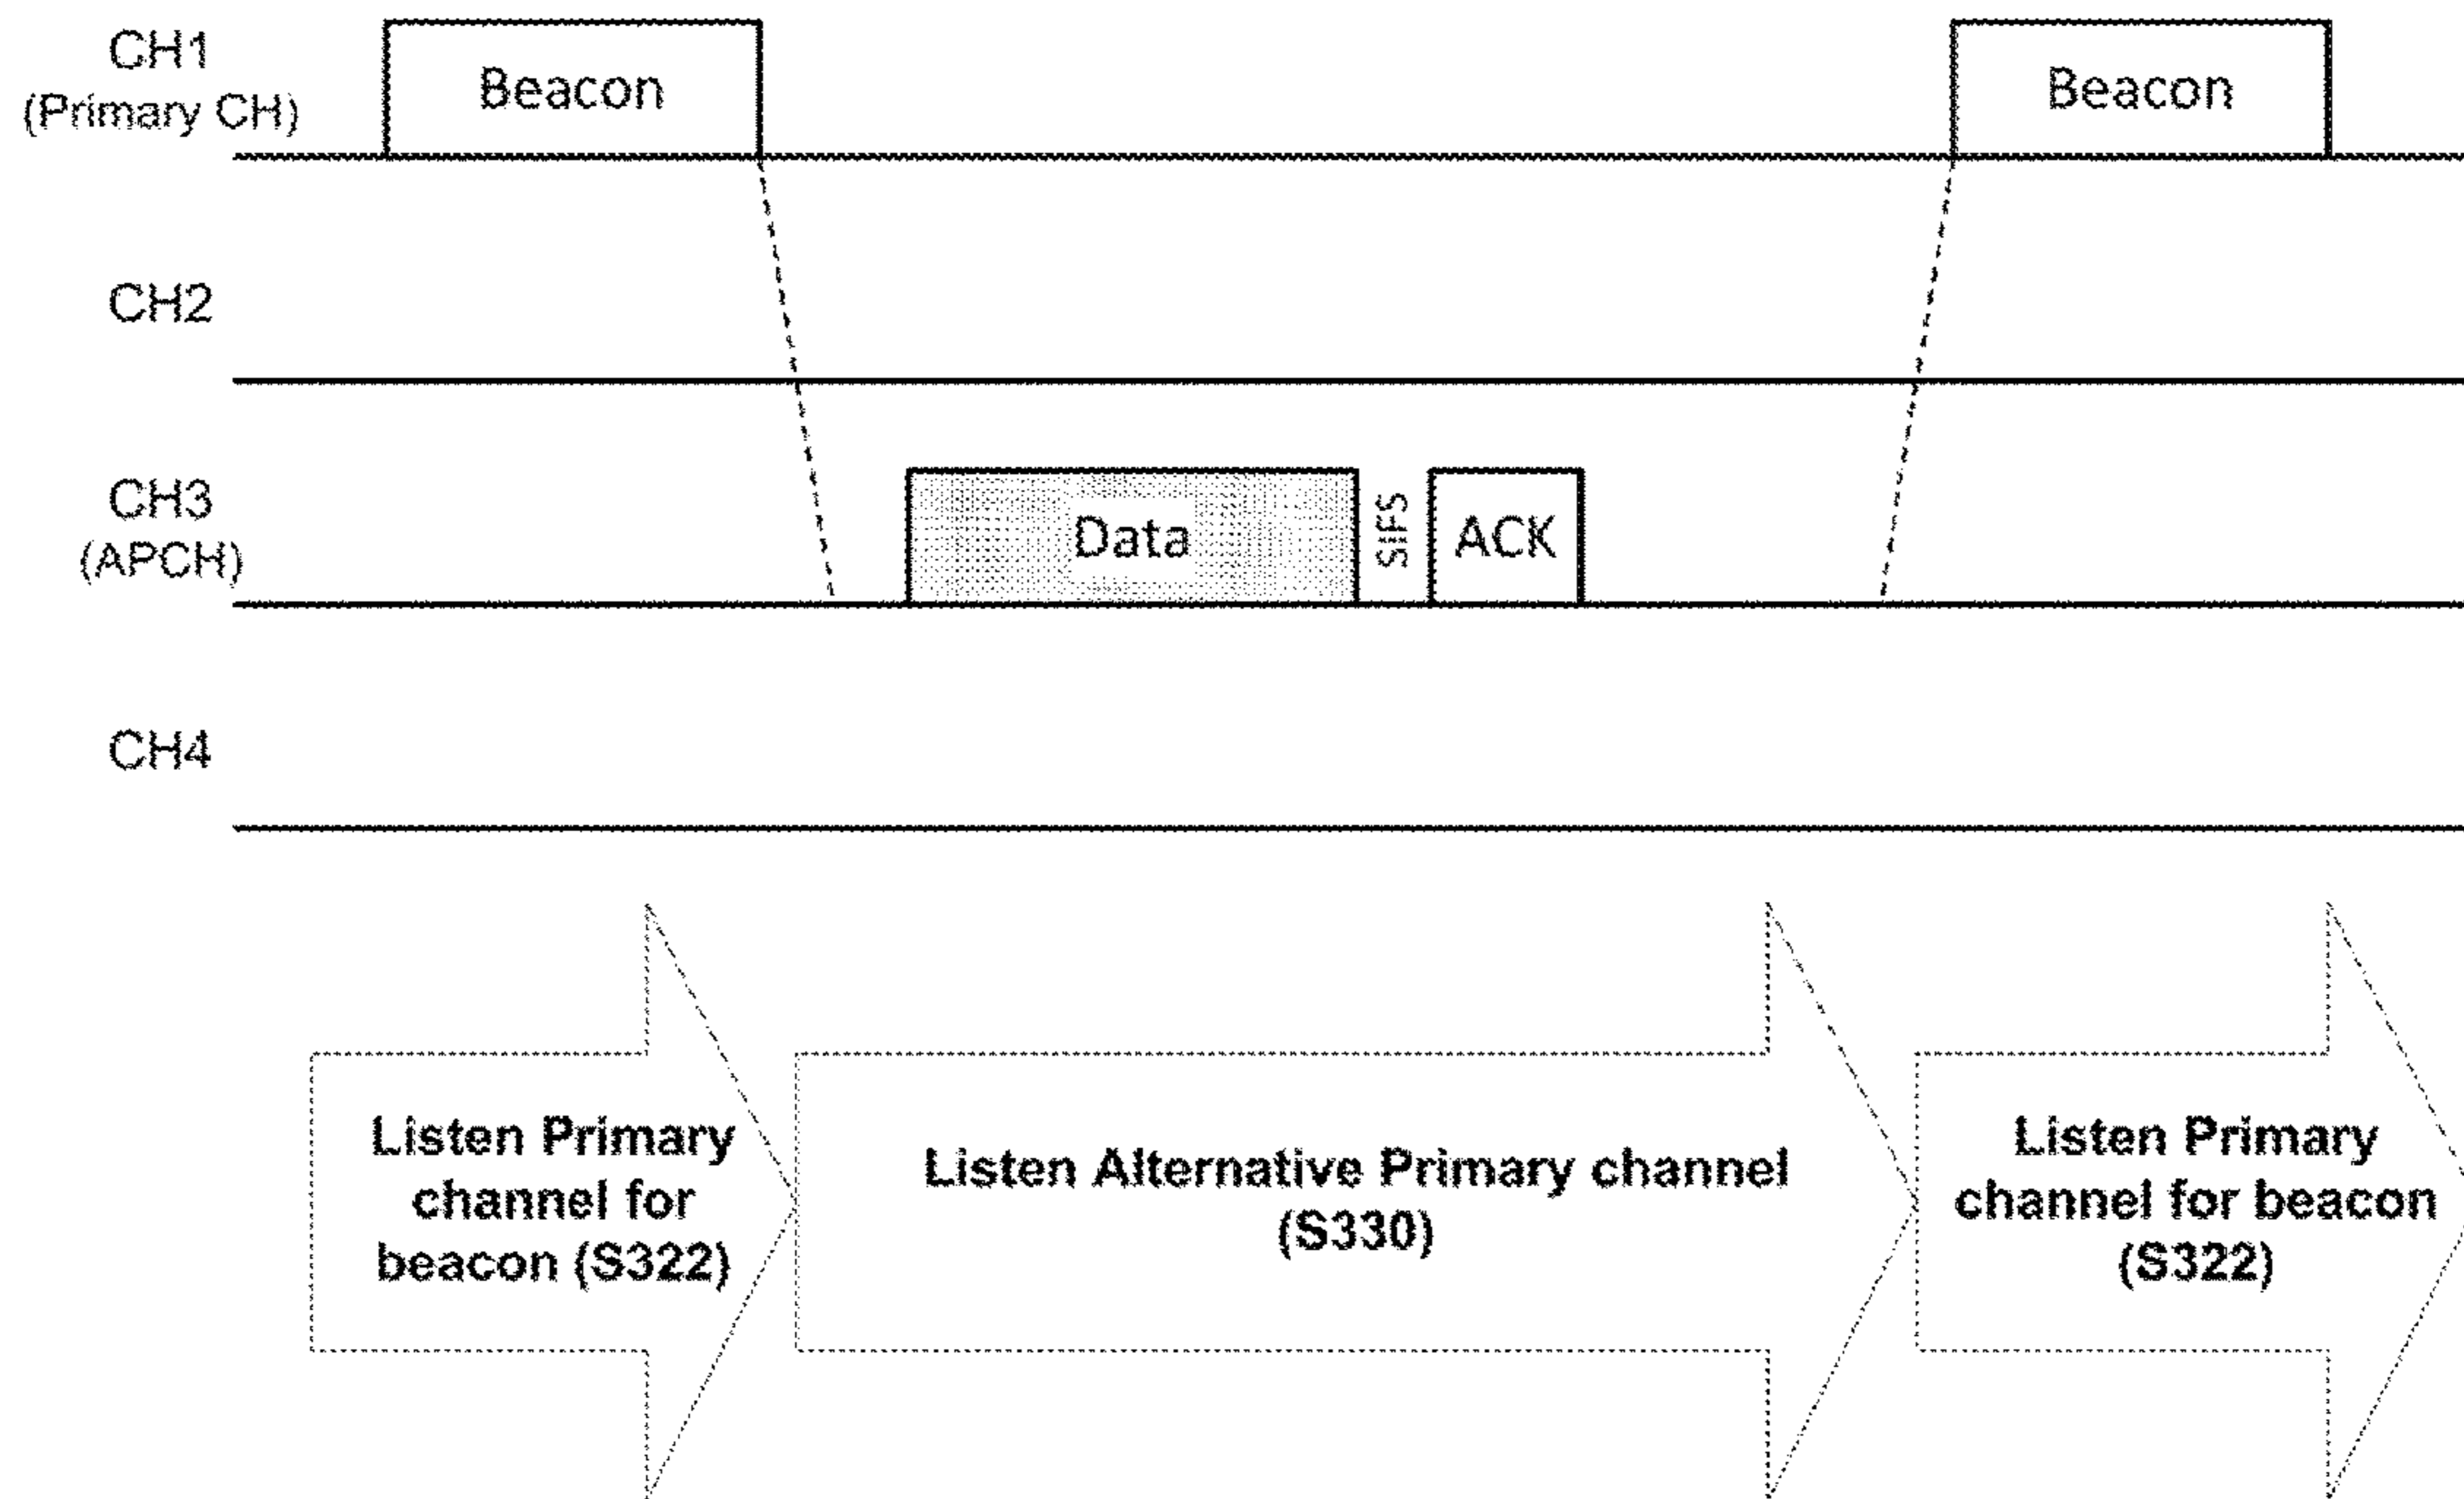 CH1
(Primary CH)
Beacon
Beacon
CH2
CH3
(APCH)
Data
SIFS
ACK
CH4
Listen Primary
channel for
beacon (S322)
Listen Alternative Primary channel
(S330)
Listen Primary
channel for beacon
(S322)